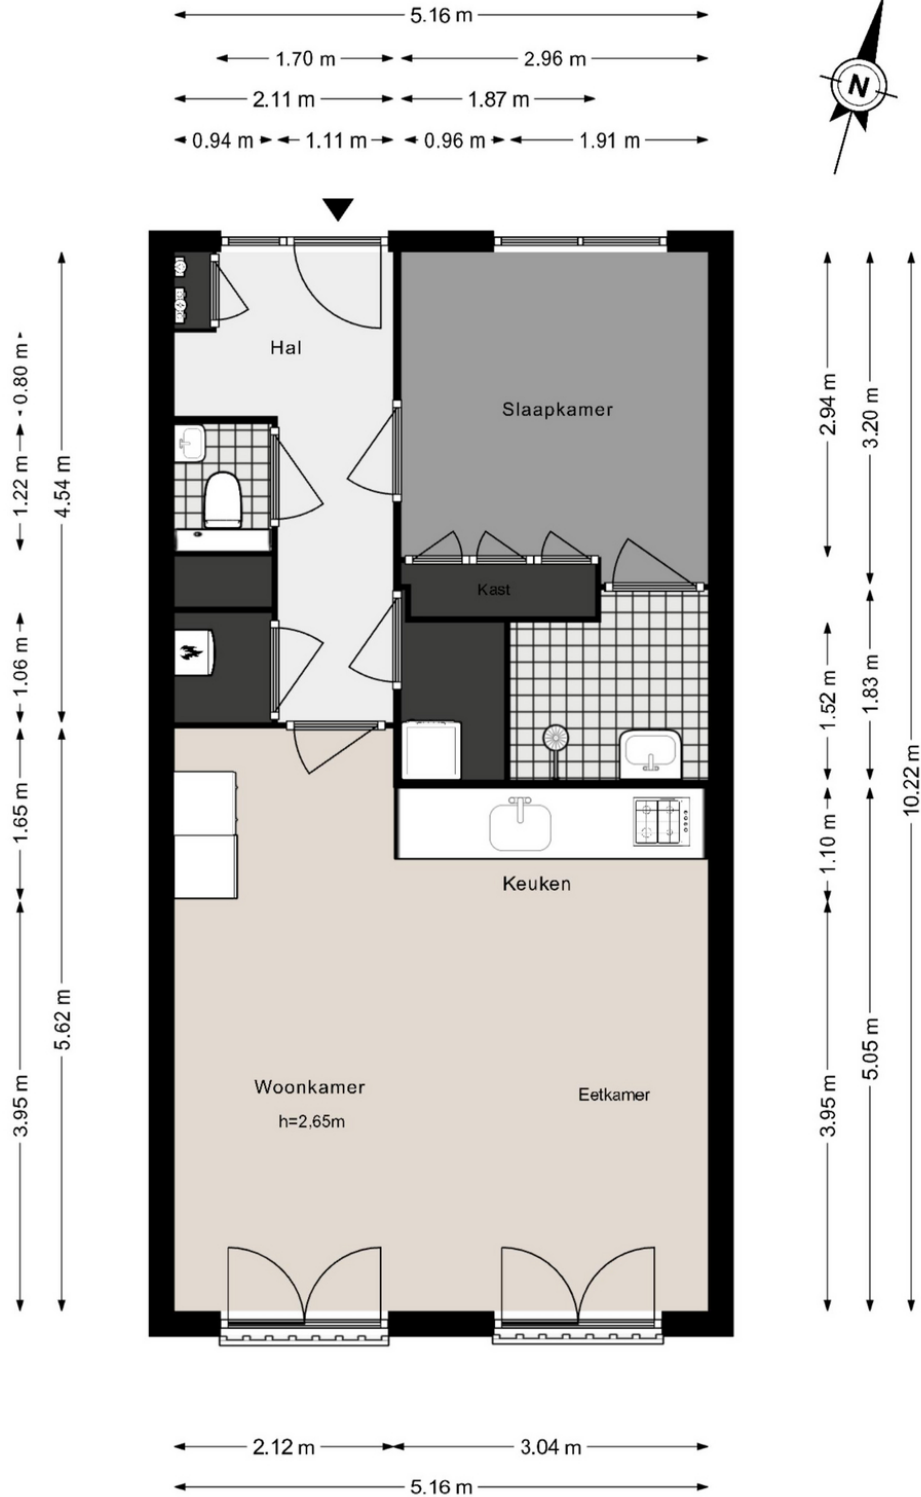 5.16 m
1.70 m
2.96 m
2.11 m
1.87 m
0.94 m
1.11 m
0.96 m
1.91 m
N
Hal
Slaapkamer
Kast
Keuken
Woonkamer
h=2,65m
Eetkamer
0.80 m
1.22 m
1.06 m
1.65 m
3.95 m
4.54 m
5.62 m
2.94 m
1.52 m
1.10 m
3.95 m
3.20 m
1.83 m
5.05 m
10.22 m
2.12 m
3.04 m
5.16 m